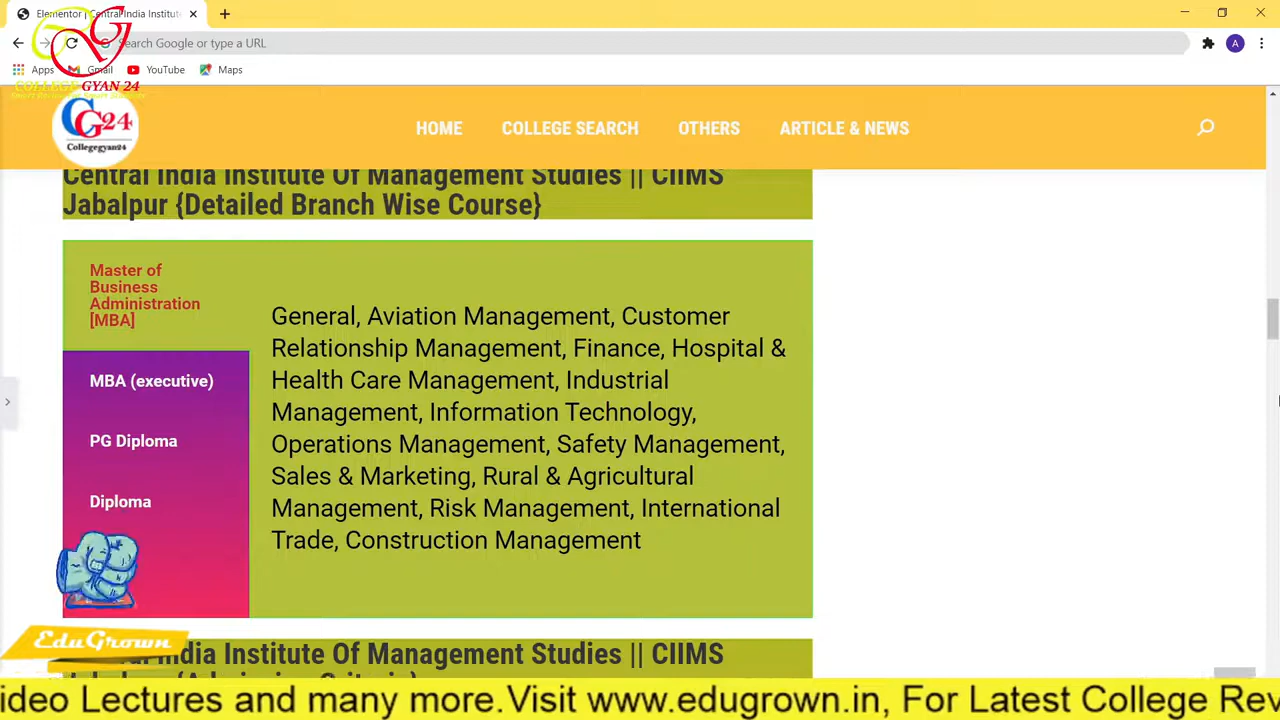 Elementor | Central India Institute
Search Google or type a URL
Apps Gmail YouTube Maps
A
COLLEGE GYAN 24
CG24
Collegegyan24
HOME COLLEGE SEARCH OTHERS ARTICLE & NEWS
Central India Institute Of Management Studies || CIIMS
Jabalpur {Detailed Branch Wise Course}
Master of
Business
Administration
[MBA]
MBA (executive)
PG Diploma
Diploma
General, Aviation Management, Customer
Relationship Management, Finance, Hospital &
Health Care Management, Industrial
Management, Information Technology,
Operations Management, Safety Management,
Sales & Marketing, Rural & Agricultural
Management, Risk Management, International
Trade, Construction Management
EduGrown
India Institute Of Management Studies || CIIMS
ideo Lectures and many more.Visit www.edugrown.in, For Latest College Rev